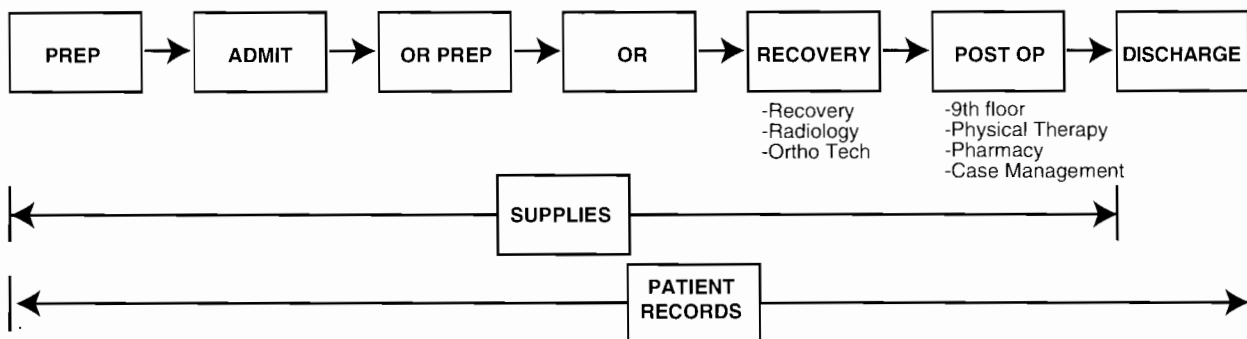 PREP
ADMIT
OR PREP
OR
RECOVERY
POST OP
DISCHARGE
-Recovery
-Radiology
-Ortho Tech
-9th floor
-Physical Therapy
-Pharmacy
-Case Management
SUPPLIES
PATIENT
RECORDS